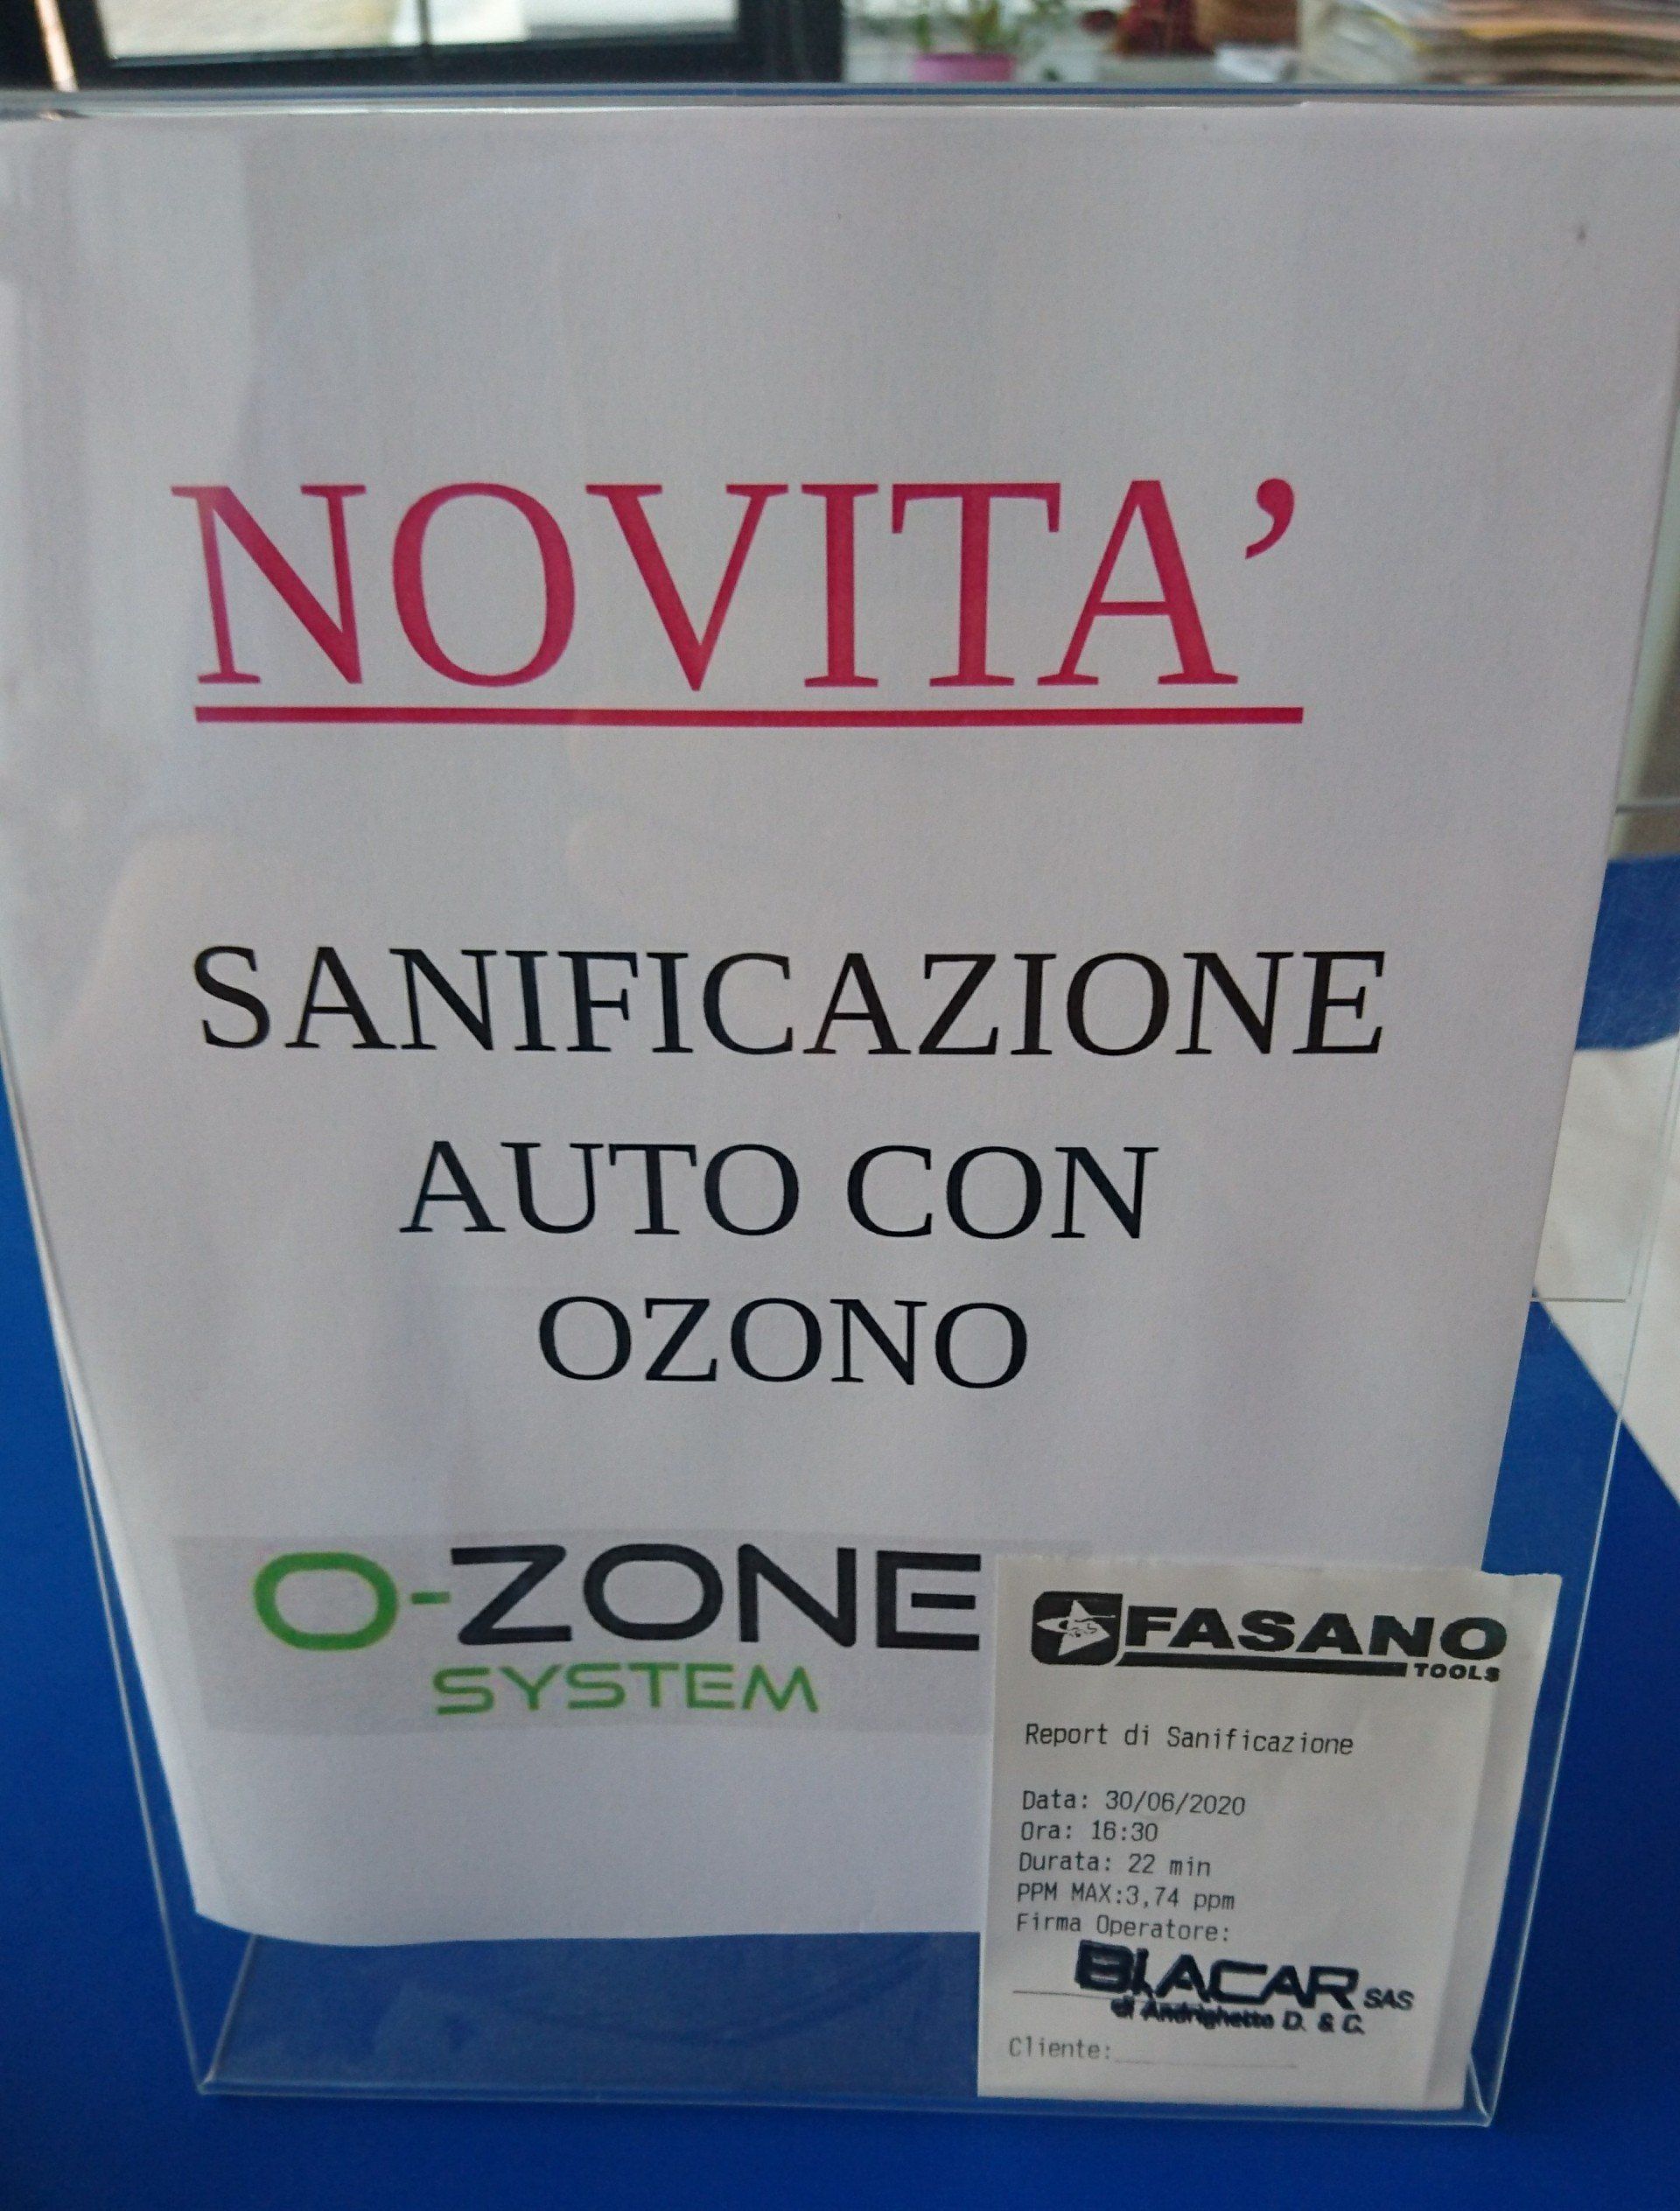 NOVITA’
SANIFICAZIONE
AUTO CON
OZONO
O-ZONE
SYSTEM
FASANO
TOOLS
Report di Sanificazione
Data: 30/06/2020
Ora: 16:30
Durata: 22 min
PPM MAX:3,74 ppm
Firma Operatore:
BI.ACAR SAS
di Andrighetto D. & C.
Cliente: